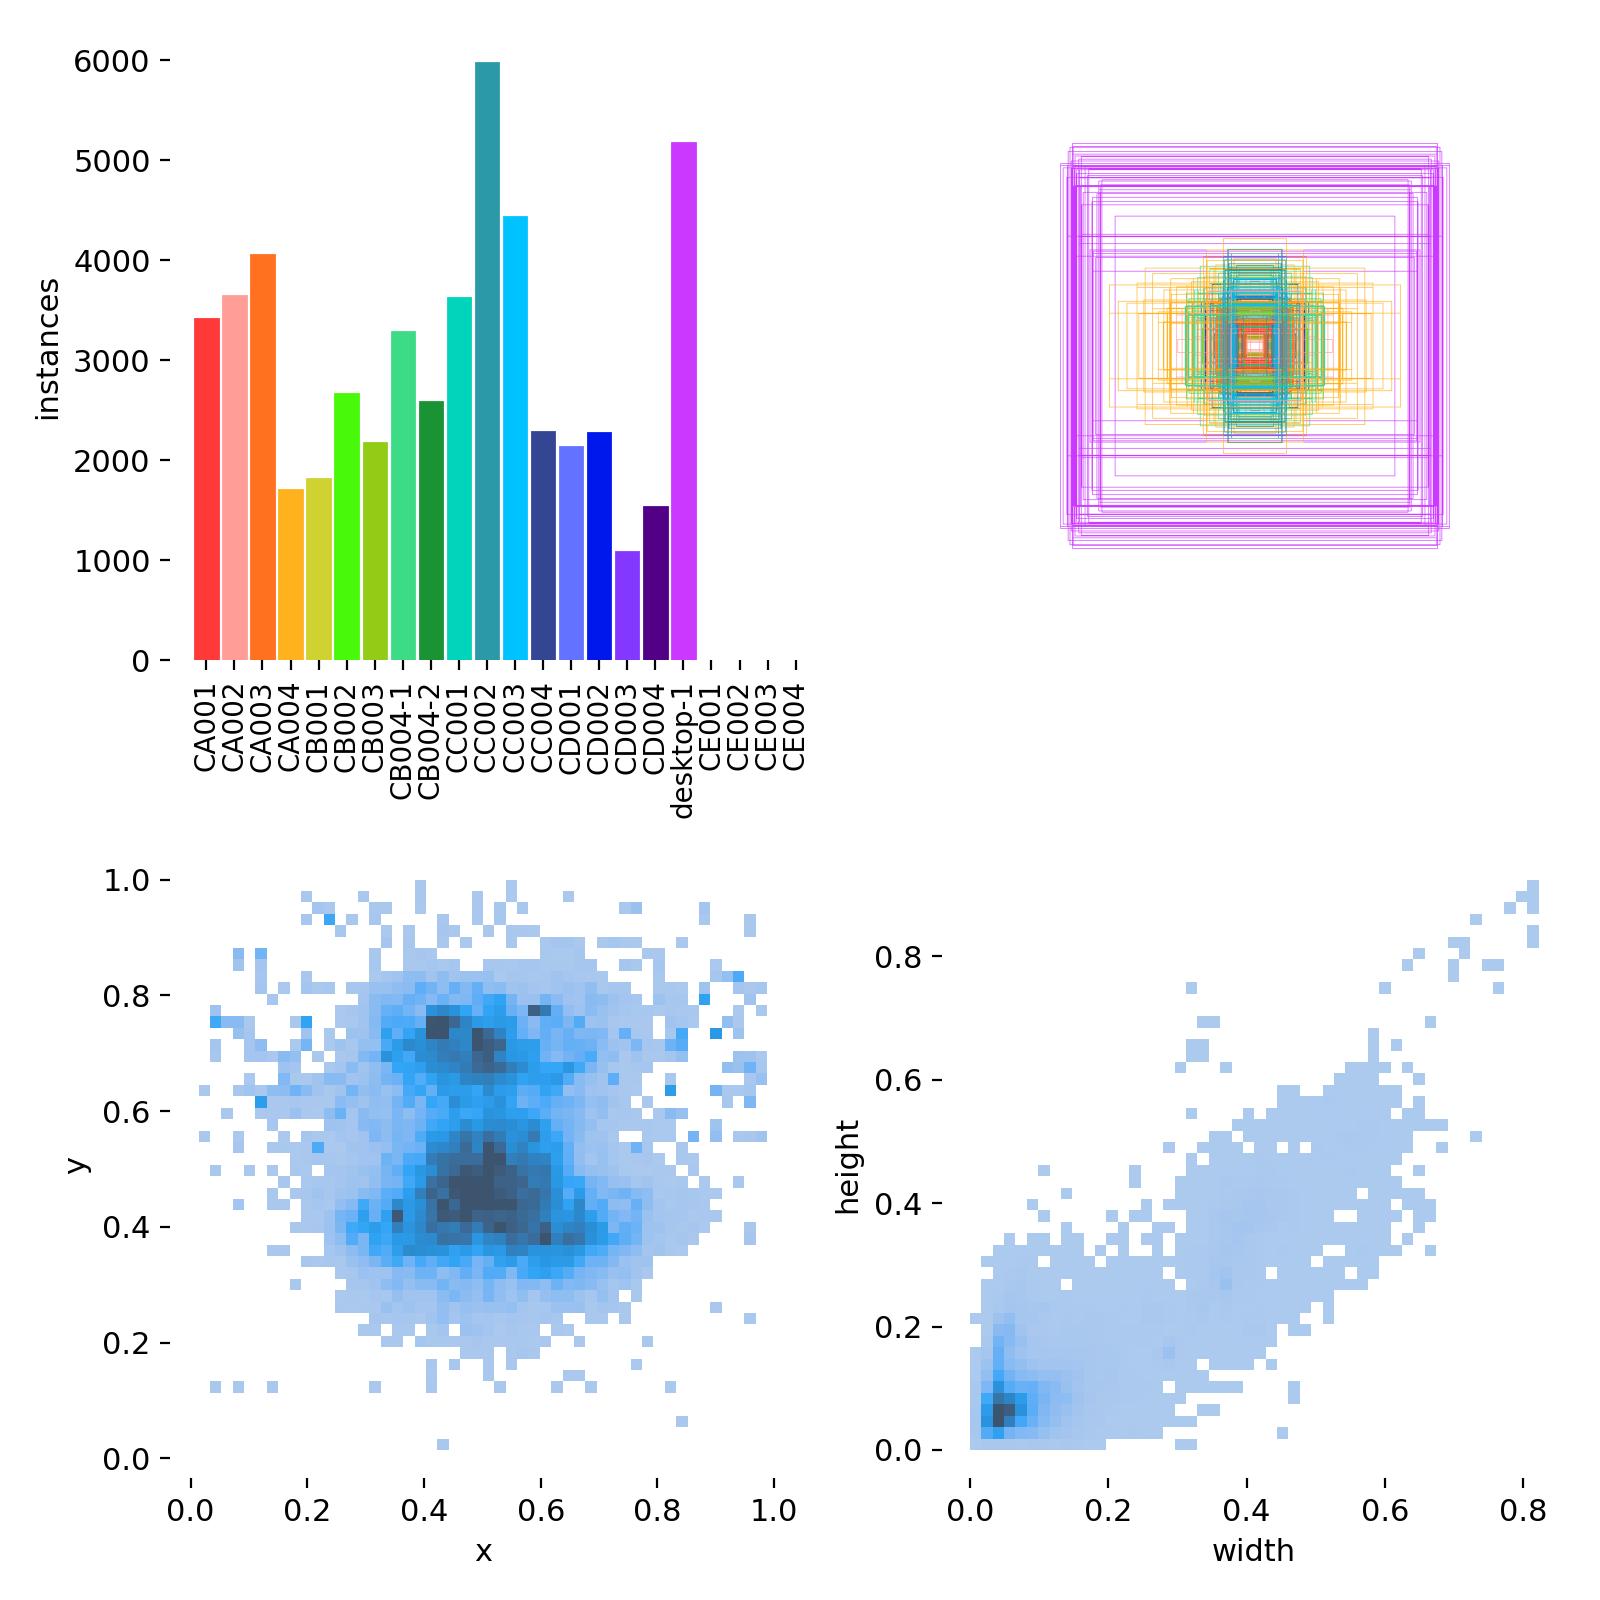 6000
5000
4000
3000
2000
1000
0
instances
CA001
CA002
CA003
CA004
CB001
CB002
CB003
CB004-1
CB004-2
CC001
CC002
CC003
CC004
CD001
CD002
CD003
CD004
desktop-1
CE001
CE002
CE003
CE004
1.0
0.8
0.6
0.4
0.2
0.0
y
0.0 0.2 0.4 0.6 0.8 1.0
x
0.8
0.6
0.4
0.2
0.0
height
0.0 0.2 0.4 0.6 0.8
width